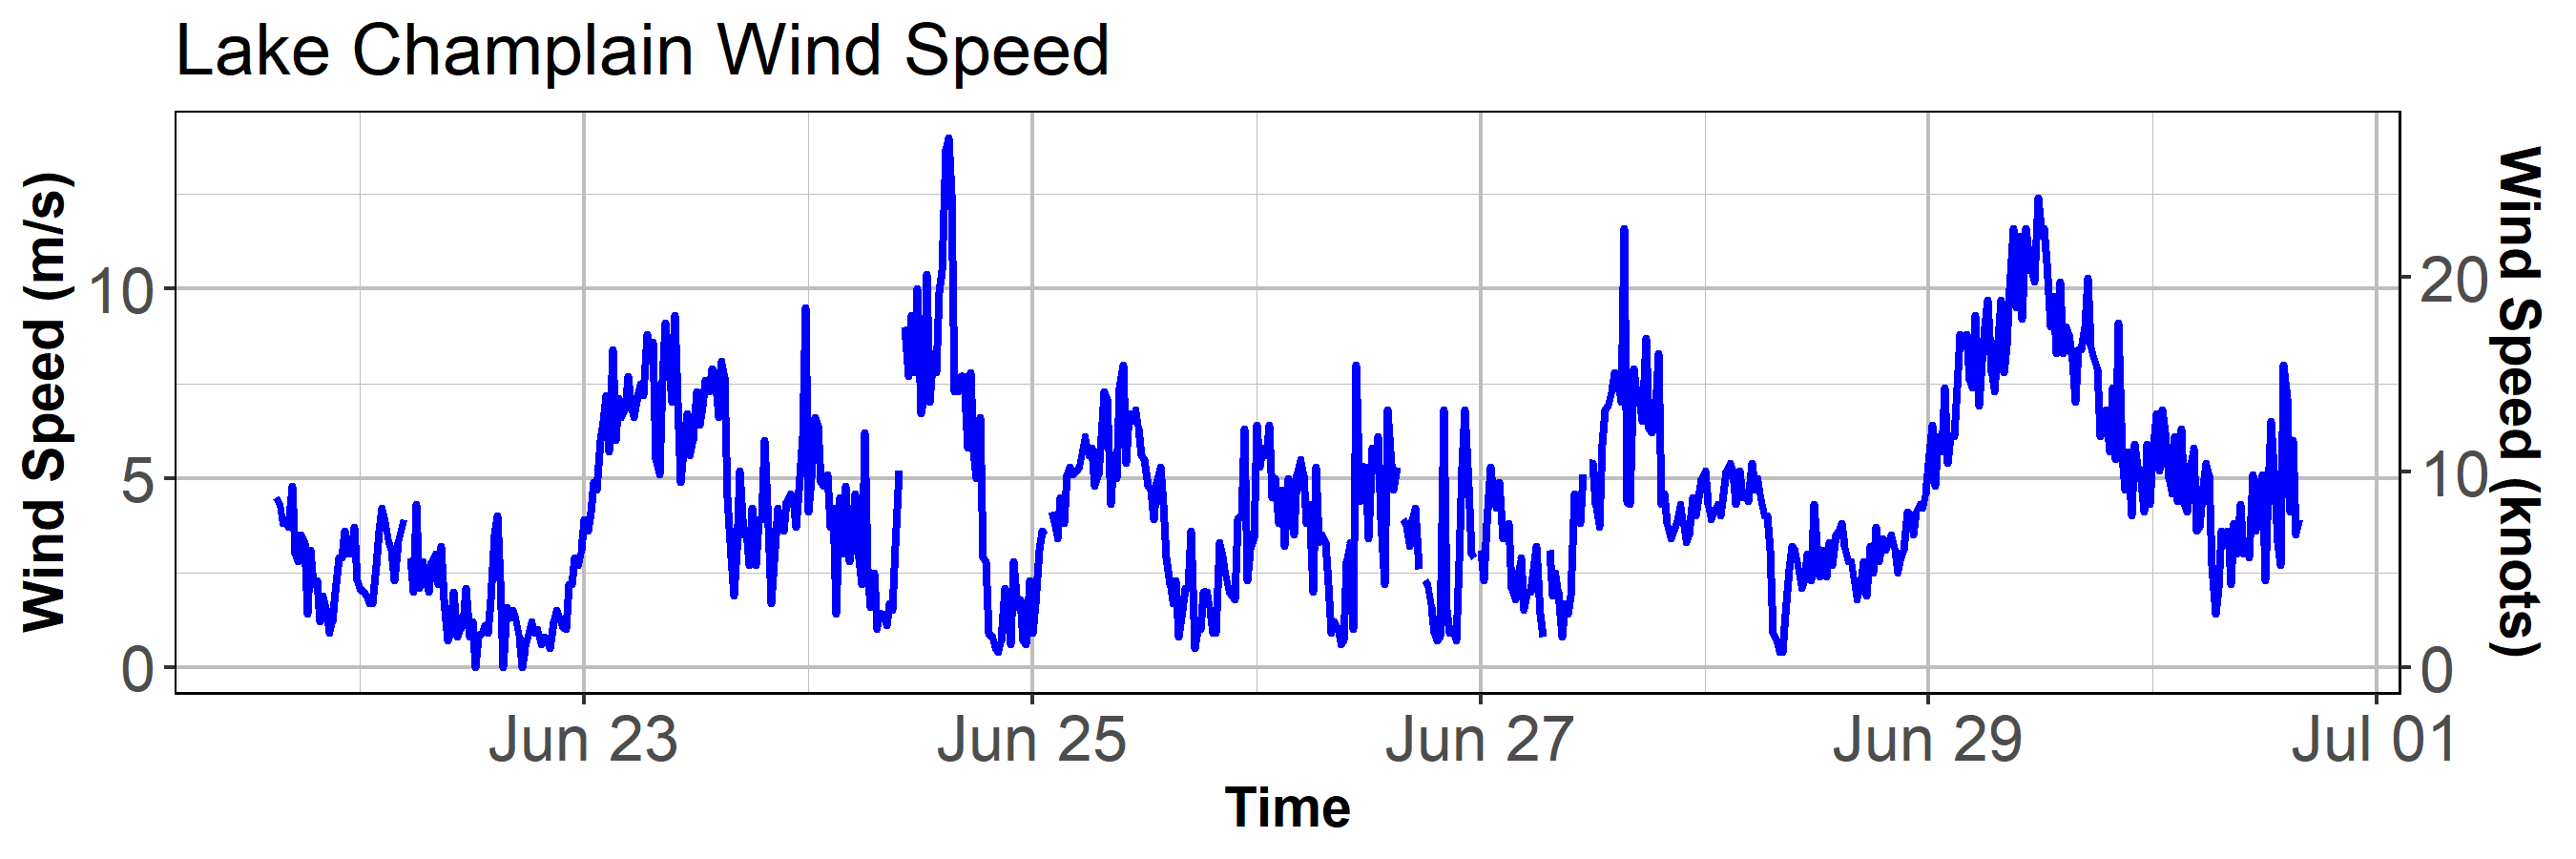 Lake Champlain Wind Speed
Wind Speed (m/s)
10
5
0
20
10
0
Wind Speed (knots)
Jun 23
Jun 25
Jun 27
Jun 29
Jul 01
Time